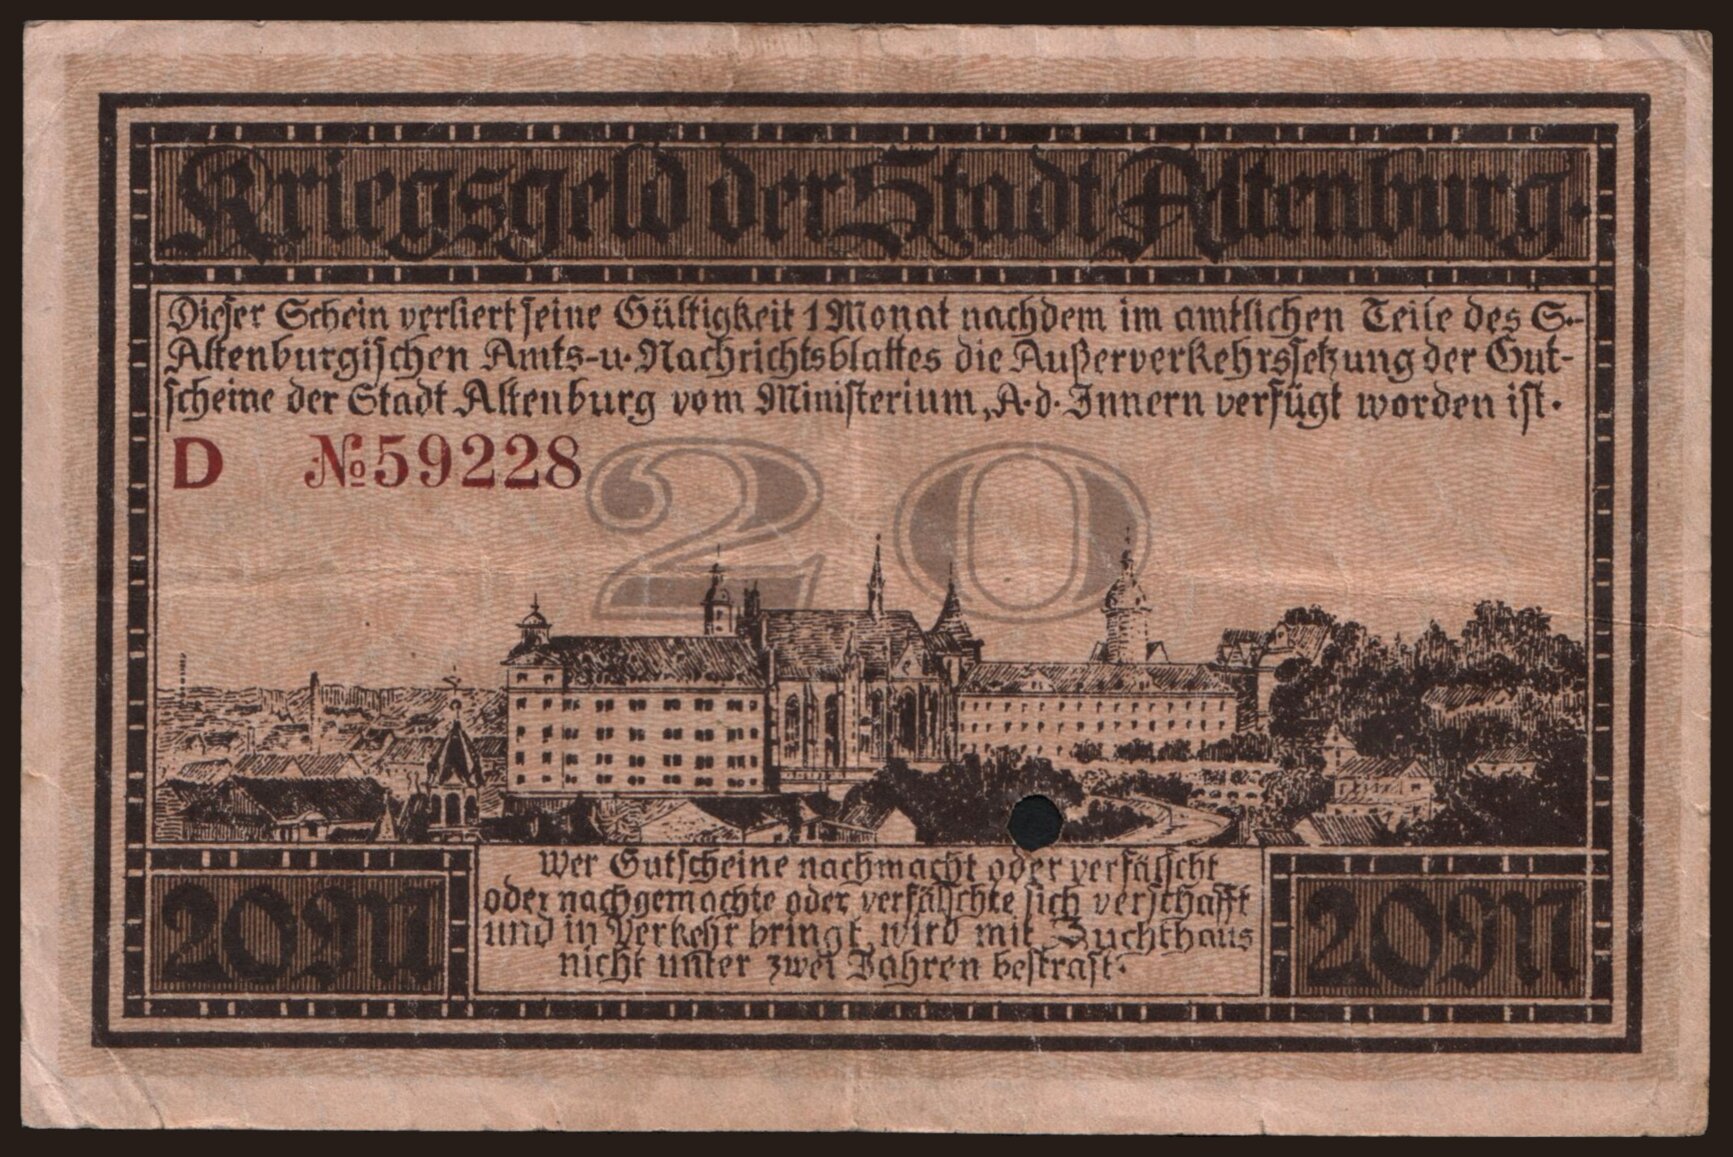 Kriegsgeld der Stadt Altenburg.
Dieser Schein verliert seine Gültigkeit 1 Monat nachdem im amtlichen Teile des S.-
Altenburgischen Amts-u. Nachrichtsblattes die Außerverkehrssetzung der Gut-
scheine der Stadt Altenburg vom Ministerium, A. d. Innern verfügt worden ist.
D № 59228
20
Wer Gutscheine nachmacht oder verfälscht
oder nachgemachte oder verfälschte sich verschafft
und in Verkehr bringt, wird mit Zuchthaus
nicht unter zwei Jahren bestraft.
20M
20M